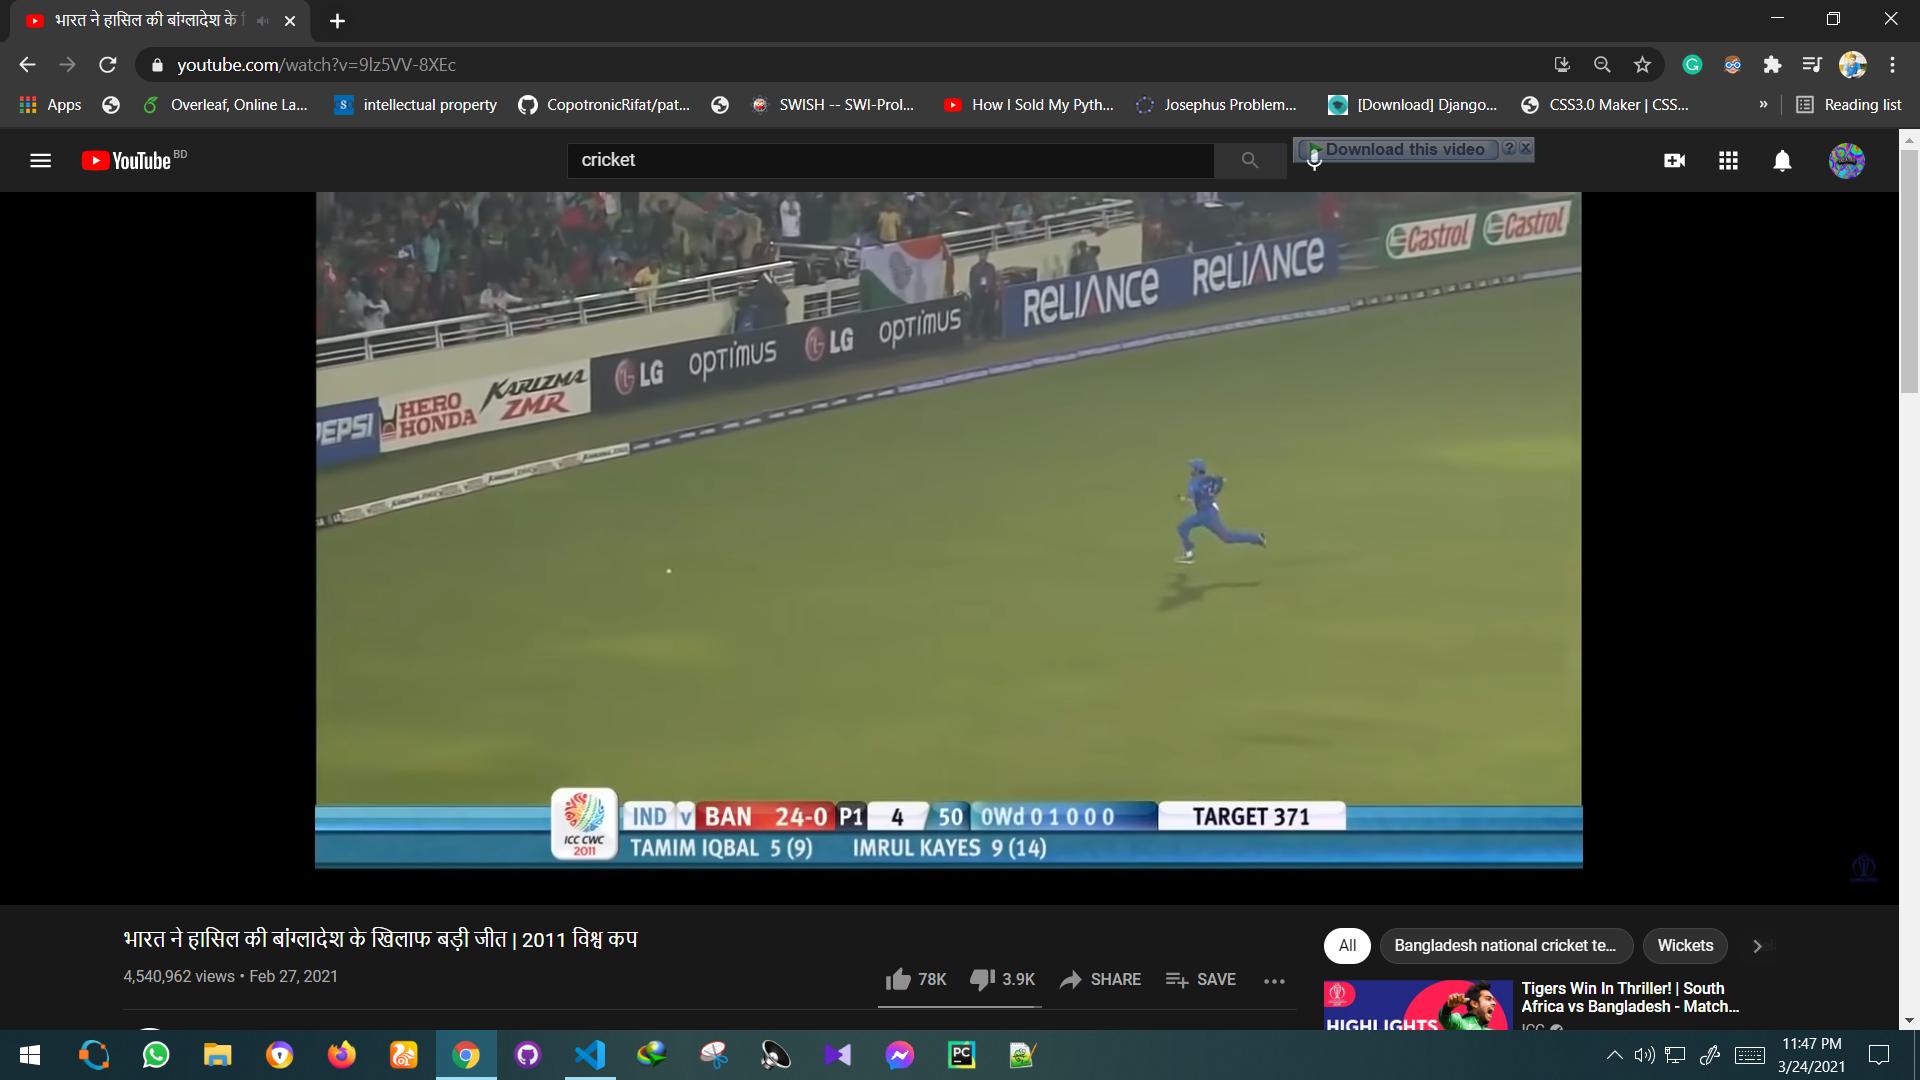 भारत ने हासिल की बांग्लादेश के
youtube.com/watch?v=9lz5VV-8XEc
Apps
Overleaf, Online La...
intellectual property
CopotronicRifat/pat...
SWISH -- SWI-Prol...
How I Sold My Pyth...
Josephus Problem...
[Download] Django...
CSS3.0 Maker | CSS...
»
Reading list
YouTube BD
cricket
Download this video
Castrol Castrol
RELIANCE RELIANCE
LG OPTIMUS LG OPTIMUS
PEPSI HERO HONDA KARIZMA ZMR
IND v BAN 24-0 P1 4 50 0Wd 0 1 0 0 0 TARGET 371
ICC CWC 2011
TAMIM IQBAL 5 (9) IMRUL KAYES 9 (14)
भारत ने हासिल की बांग्लादेश के खिलाफ बड़ी जीत | 2011 विश्व कप
4,540,962 views • Feb 27, 2021
78K 3.9K SHARE SAVE
All Bangladesh national cricket te... Wickets
Tigers Win In Thriller! | South
Africa vs Bangladesh - Match...
HIGHLIGHTS
ICC
11:47 PM
3/24/2021